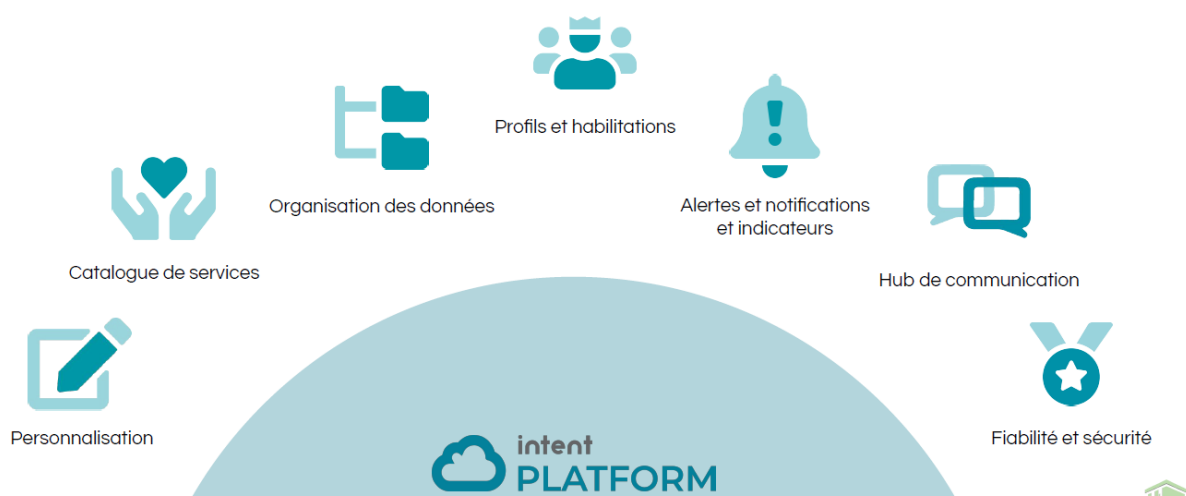 Profils et habilitations
Organisation des données
Alertes et notifications
et indicateurs
Catalogue de services
Hub de communication
Personnalisation
Fiabilité et sécurité
intent
PLATFORM